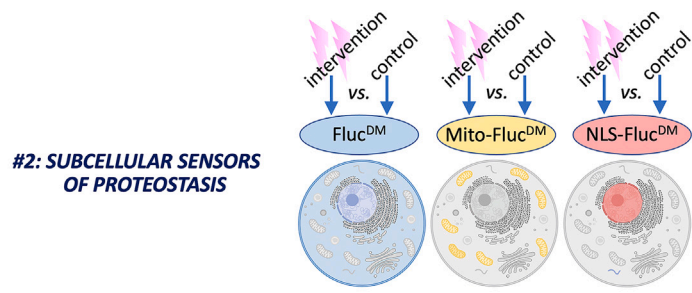 intervention
control
vs.
Fluc^DM
intervention
control
vs.
Mito-Fluc^DM
intervention
control
vs.
NLS-Fluc^DM
#2: SUBCELLULAR SENSORS
OF PROTEOSTASIS